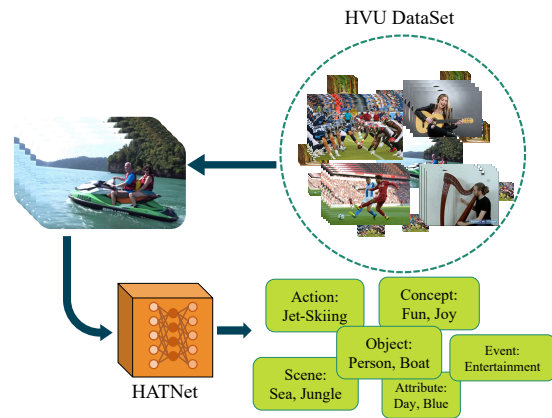 HVU DataSet
Action:
Jet-Skiing
Concept:
Fun, Joy
Object:
Person, Boat
Event:
Entertainment
Scene:
Sea, Jungle
Attribute:
Day, Blue
HATNet